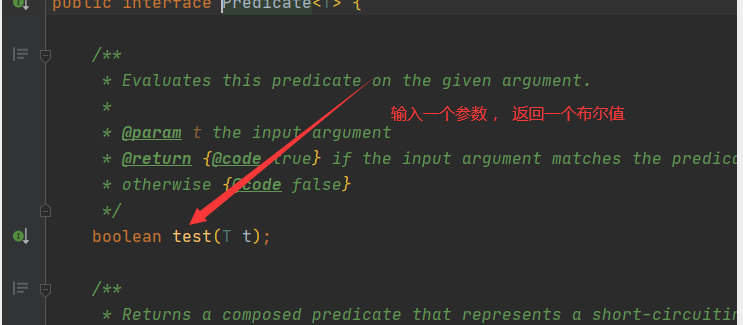 public interface Predicate<T> {
/**
* Evaluates this predicate on the given argument.
*
输入一个参数， 返回一个布尔值
* @param t the input argument
* @return {@code true} if the input argument matches the predica
* otherwise {@code false}
*/
boolean test(T t);
/**
* Returns a composed predicate that represents a short-circuitin